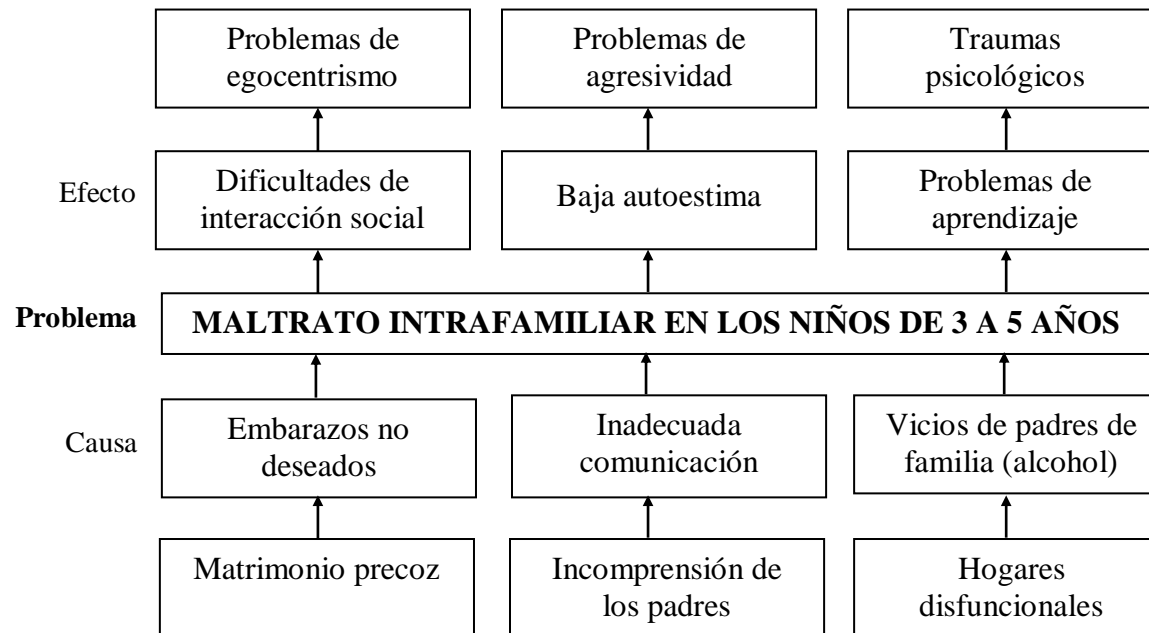 Problemas de
egocentrismo
Problemas de
agresividad
Traumas
psicológicos
Efecto
Dificultades de
interacción social
Baja autoestima
Problemas de
aprendizaje
Problema
MALTRATO INTRAFAMILIAR EN LOS NIÑOS DE 3 A 5 AÑOS
Causa
Embarazos no
deseados
Inadecuada
comunicación
Vicios de padres de
familia (alcohol)
Matrimonio precoz
Incomprensión de
los padres
Hogares
disfuncionales